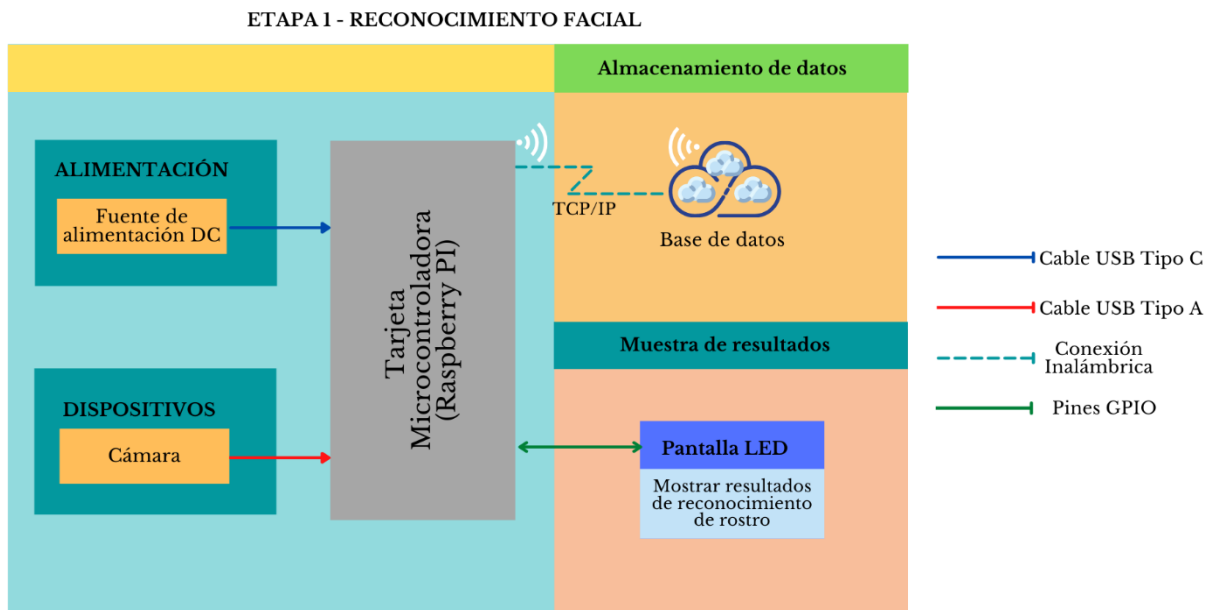 ETAPA 1 - RECONOCIMIENTO FACIAL
Almacenamiento de datos
ALIMENTACIÓN
Fuente de
alimentación DC
DISPOSITIVOS
Cámara
Tarjeta
Microcontroladora
(Raspberry PI)
TCP/IP
Base de datos
Muestra de resultados
Pantalla LED
Mostrar resultados
de reconocimiento
de rostro
Cable USB Tipo C
Cable USB Tipo A
Conexión
Inalámbrica
Pines GPIO